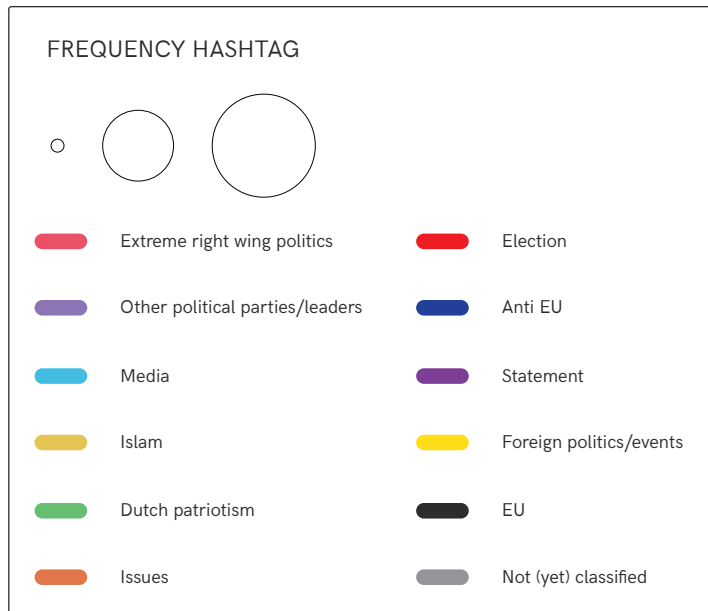 FREQUENCY HASHTAG
Extreme right wing politics
Election
Other political parties/leaders
Anti EU
Media
Statement
Islam
Foreign politics/events
Dutch patriotism
EU
Issues
Not (yet) classified